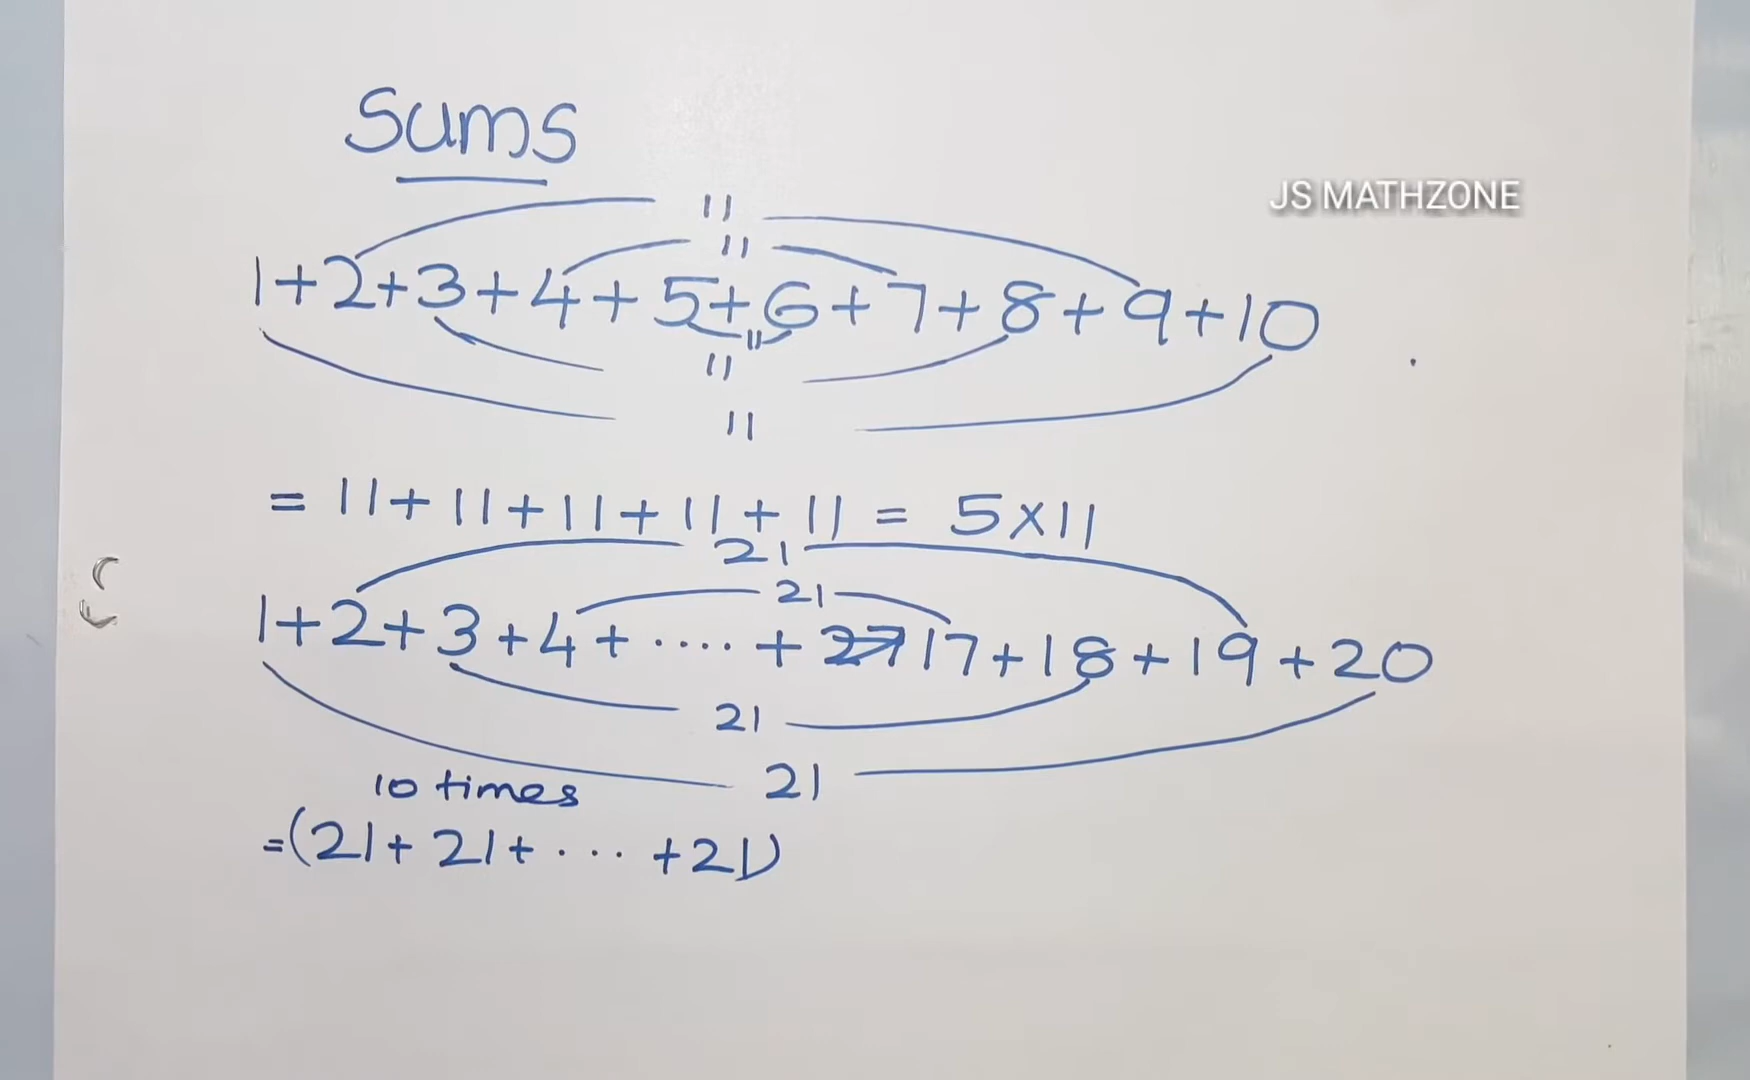 Sums
JS MATHZONE
11
11
1+2+3+4+5+6+7+8+9+10
11
11
11
= 11+11+11+11+11 = 5×11
21
21
1+2+3+4+ .... + 17+18+19+20
21
21
10 times
=(21+21+ ... +21)